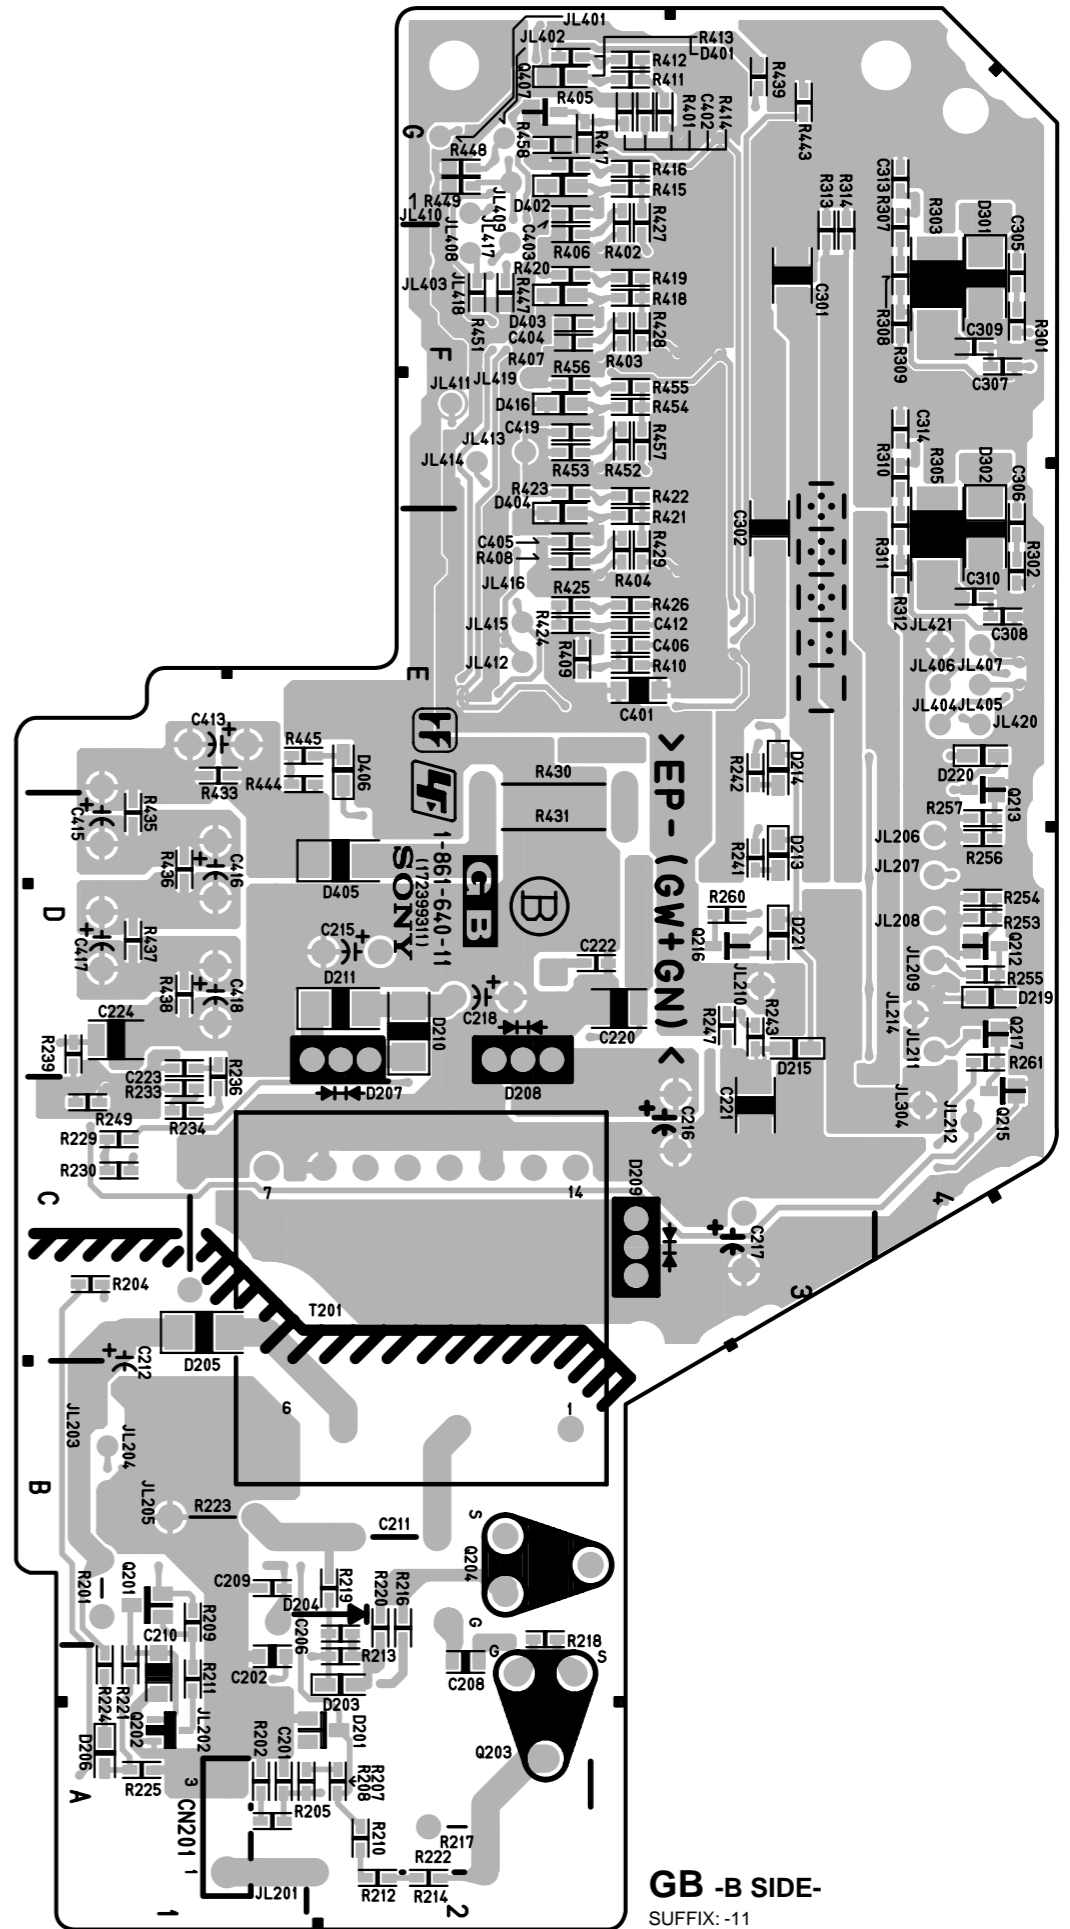 JL401
JL402
R413
D401
R412
R411
Q407
R405
R439
R443
R401
C402
R414
G
R448
R458
R417
R416
R415
R449
1
JL410
JL409
D402
C403
JL408
JL417
R406
R402
R427
R313
R314
C313
R307
R303
D301
C305
R420
R419
R418
JL403
JL418
R447
R451
D403
C404
R407
R403
R428
C301
R308
R309
C309
C307
R301
F
JL411
JL419
R456
R455
R454
D416
C419
JL413
JL414
R453
R452
R457
C314
R310
R305
D302
C306
R423
D404
R422
R421
C405
R408
R404
R429
C302
R311
R312
C310
C308
R302
JL416
R425
R426
C412
C406
R410
JL415
R424
R409
JL412
C401
E
JL421
JL406
JL407
JL404
JL405
JL420
C413
R445
R444
R433
D406
R430
R431
R242
D214
D220
Q213
R257
R256
JL206
JL207
C415
R435
R436
C416
D405
1-861-640-11
(172399311)
SONY
GB
B
>EP-(GW+GN)<
R241
D213
R260
Q216
D221
R254
R253
JL208
Q212
D
C417
R437
R438
C418
C215
C222
D211
C218
D210
C220
JL210
R243
R247
D215
JL209
R255
D219
JL214
Q217
JL211
R261
C224
R239
C223
R233
R236
R234
R249
R229
R230
D207
D208
C216
C221
JL304
JL212
Q215
C
7
14
D209
C217
4
3
R204
T201
D205
C212
6
1
JL203
JL204
B
JL205
R223
C211
S
Q204
R201
Q201
C209
R219
D204
R220
R216
C210
R209
C206
R213
G
G
R218
S
C202
C208
R224
R221
R211
D203
Q202
JL202
D201
D206
R225
A
R202
C201
R205
R207
R208
Q203
3
CN201
1
R210
R217
R222
JL201
R212
R214
1
2
GB -B SIDE-
SUFFIX: -11